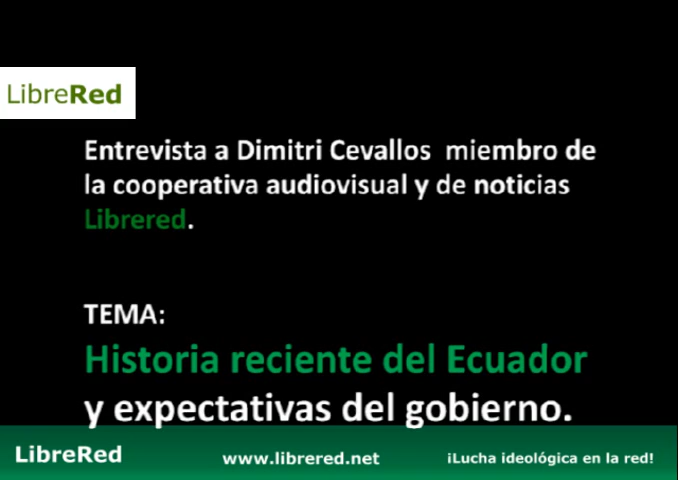 LibreRed
Entrevista a Dimitri Cevallos miembro de
la cooperativa audiovisual y de noticias
Librered.
TEMA:
Historia reciente del Ecuador
y expectativas del gobierno.
LibreRed www.librered.net ¡Lucha ideológica en la red!